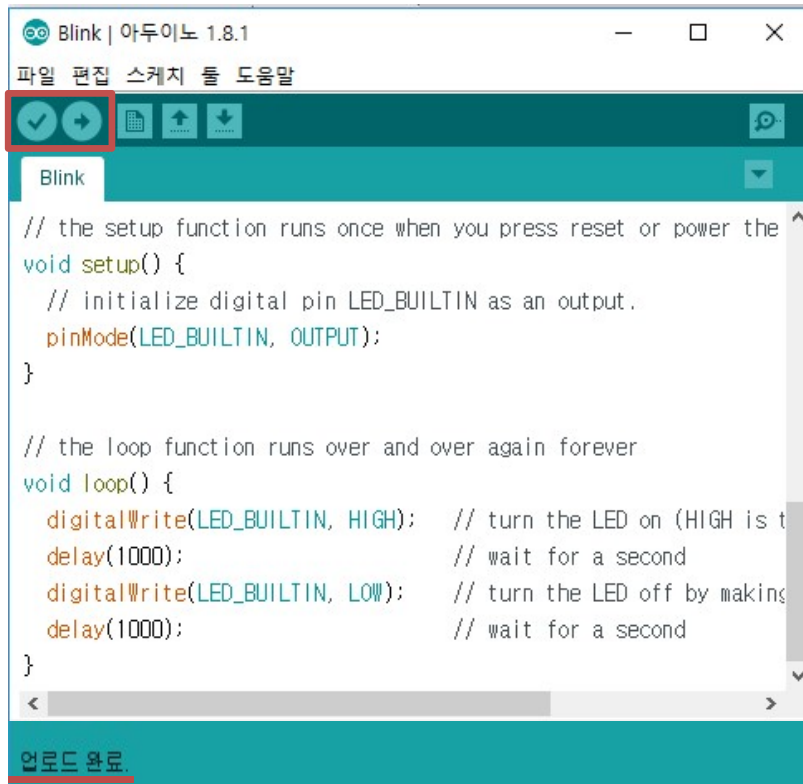 Blink | 아두이노 1.8.1
파일 편집 스케치 툴 도움말
Blink
// the setup function runs once when you press reset or power the
void setup() {
  // initialize digital pin LED_BUILTIN as an output.
  pinMode(LED_BUILTIN, OUTPUT);
}
// the loop function runs over and over again forever
void loop() {
  digitalWrite(LED_BUILTIN, HIGH);   // turn the LED on (HIGH is t
  delay(1000);                       // wait for a second
  digitalWrite(LED_BUILTIN, LOW);    // turn the LED off by making
  delay(1000);                       // wait for a second
}
업로드 완료.